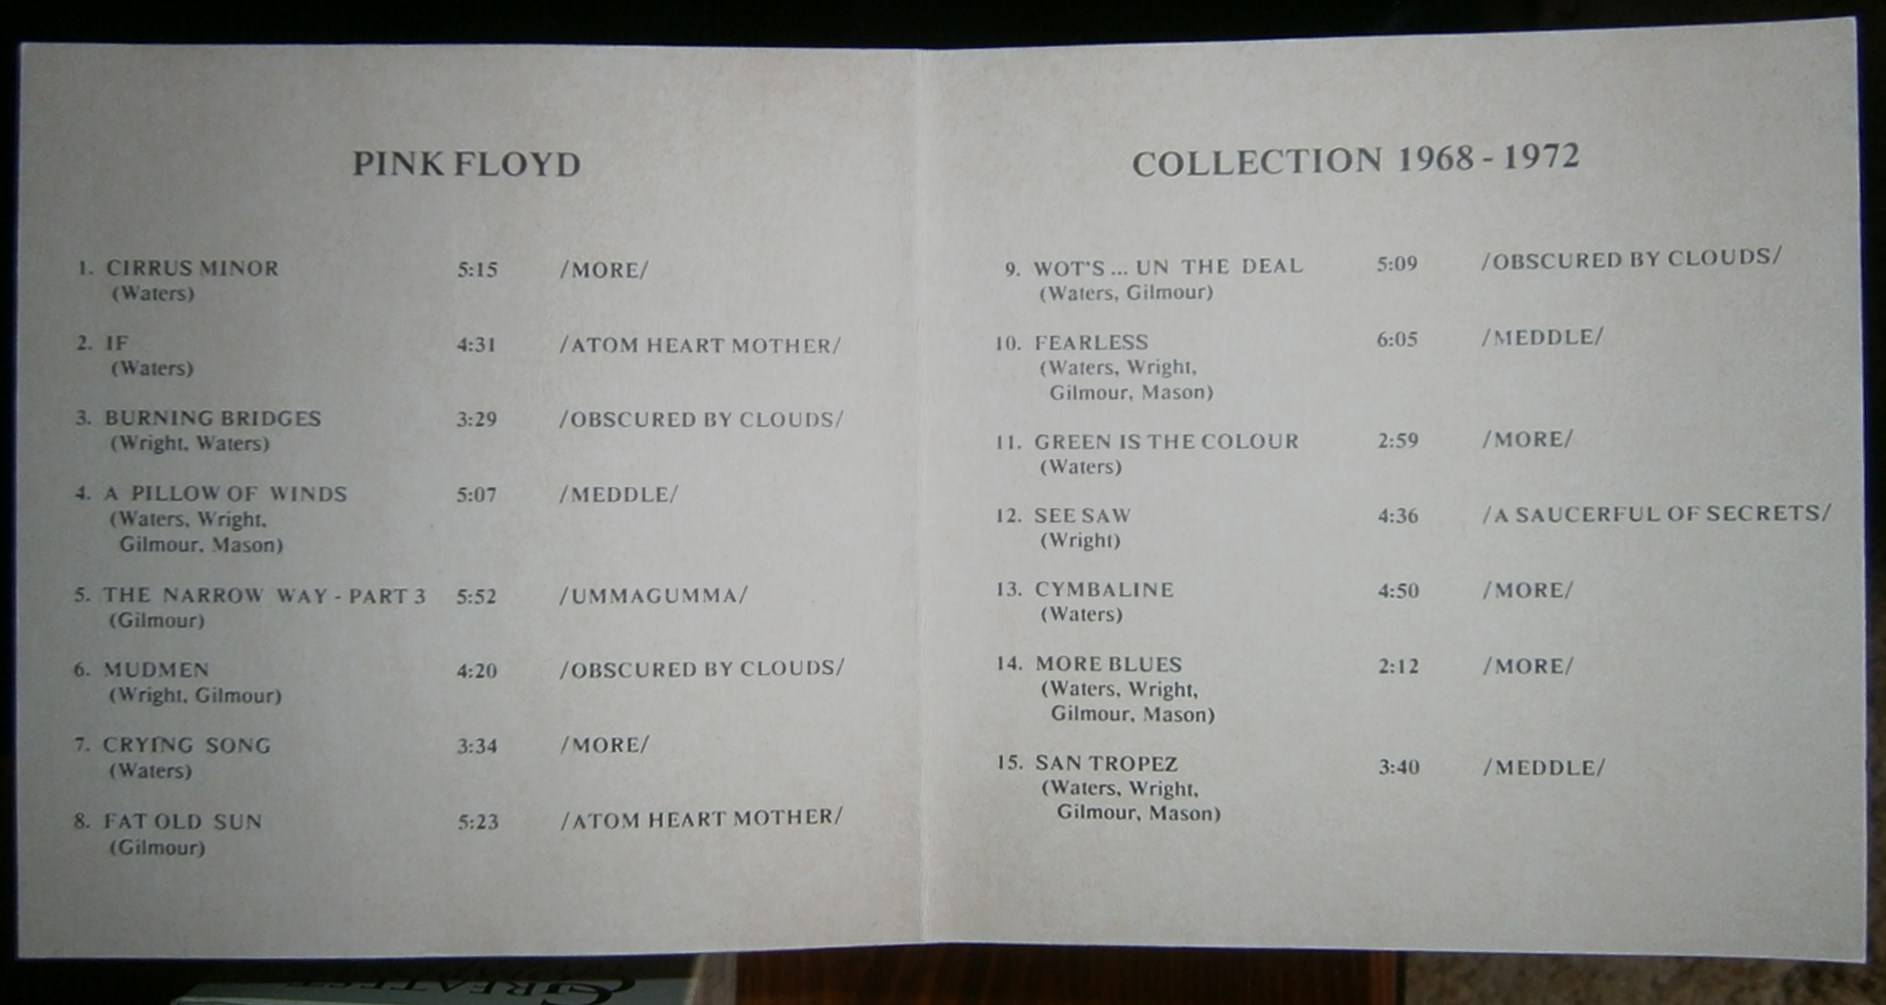 PINK FLOYD
1. CIRRUS MINOR 5:15 /MORE/
(Waters)
2. IF 4:31 /ATOM HEART MOTHER/
(Waters)
3. BURNING BRIDGES 3:29 /OBSCURED BY CLOUDS/
(Wright, Waters)
4. A PILLOW OF WINDS 5:07 /MEDDLE/
(Waters, Wright,
Gilmour, Mason)
5. THE NARROW WAY - PART 3 5:52 /UMMAGUMMA/
(Gilmour)
6. MUDMEN 4:20 /OBSCURED BY CLOUDS/
(Wright, Gilmour)
7. CRYING SONG 3:34 /MORE/
(Waters)
8. FAT OLD SUN 5:23 /ATOM HEART MOTHER/
(Gilmour)
COLLECTION 1968 - 1972
9. WOT'S ... UN THE DEAL 5:09 /OBSCURED BY CLOUDS/
(Waters, Gilmour)
10. FEARLESS 6:05 /MEDDLE/
(Waters, Wright,
Gilmour, Mason)
11. GREEN IS THE COLOUR 2:59 /MORE/
(Waters)
12. SEE SAW 4:36 /A SAUCERFUL OF SECRETS/
(Wright)
13. CYMBALINE 4:50 /MORE/
(Waters)
14. MORE BLUES 2:12 /MORE/
(Waters, Wright,
Gilmour, Mason)
15. SAN TROPEZ 3:40 /MEDDLE/
(Waters, Wright,
Gilmour, Mason)
GREATEST